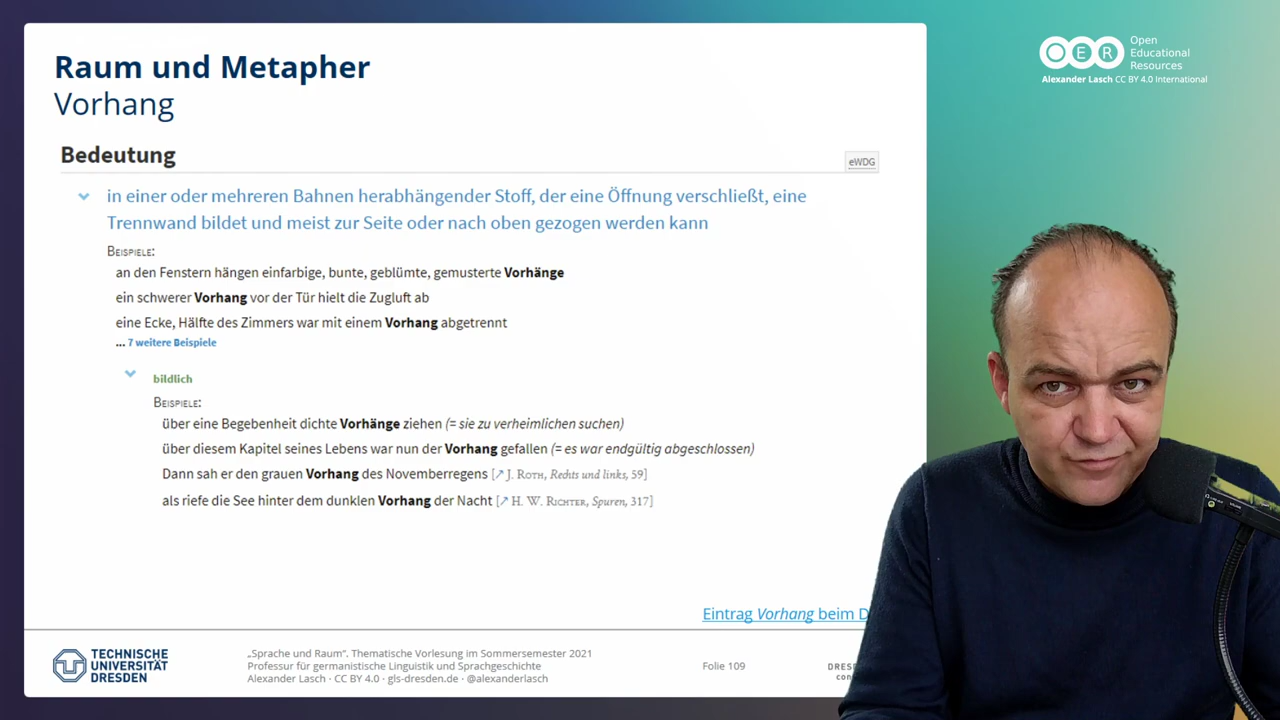 Raum und Metapher
Vorhang
Bedeutung
eWDG
in einer oder mehreren Bahnen herabhängender Stoff, der eine Öffnung verschließt, eine
Trennwand bildet und meist zur Seite oder nach oben gezogen werden kann
Beispiele:
an den Fenstern hängen einfarbige, bunte, geblümte, gemusterte Vorhänge
ein schwerer Vorhang vor der Tür hielt die Zugluft ab
eine Ecke, Hälfte des Zimmers war mit einem Vorhang abgetrennt
... 7 weitere Beispiele
bildlich
Beispiele:
über eine Begebenheit dichte Vorhänge ziehen (= sie zu verheimlichen suchen)
über diesem Kapitel seines Lebens war nun der Vorhang gefallen (= es war endgültig abgeschlossen)
Dann sah er den grauen Vorhang des Novemberregens [↗ J. Roth, Rechts und links, 59]
als riefe die See hinter dem dunklen Vorhang der Nacht [↗ H. W. Richter, Spuren, 317]
Eintrag Vorhang beim D
TECHNISCHE
UNIVERSITÄT
DRESDEN
„Sprache und Raum“. Thematische Vorlesung im Sommersemester 2021
Professur für germanistische Linguistik und Sprachgeschichte
Alexander Lasch · CC BY 4.0 · gls-dresden.de · @alexanderlasch
Folie 109
DRES
con
OER
Open
Educational
Resources
Alexander Lasch CC BY 4.0 International